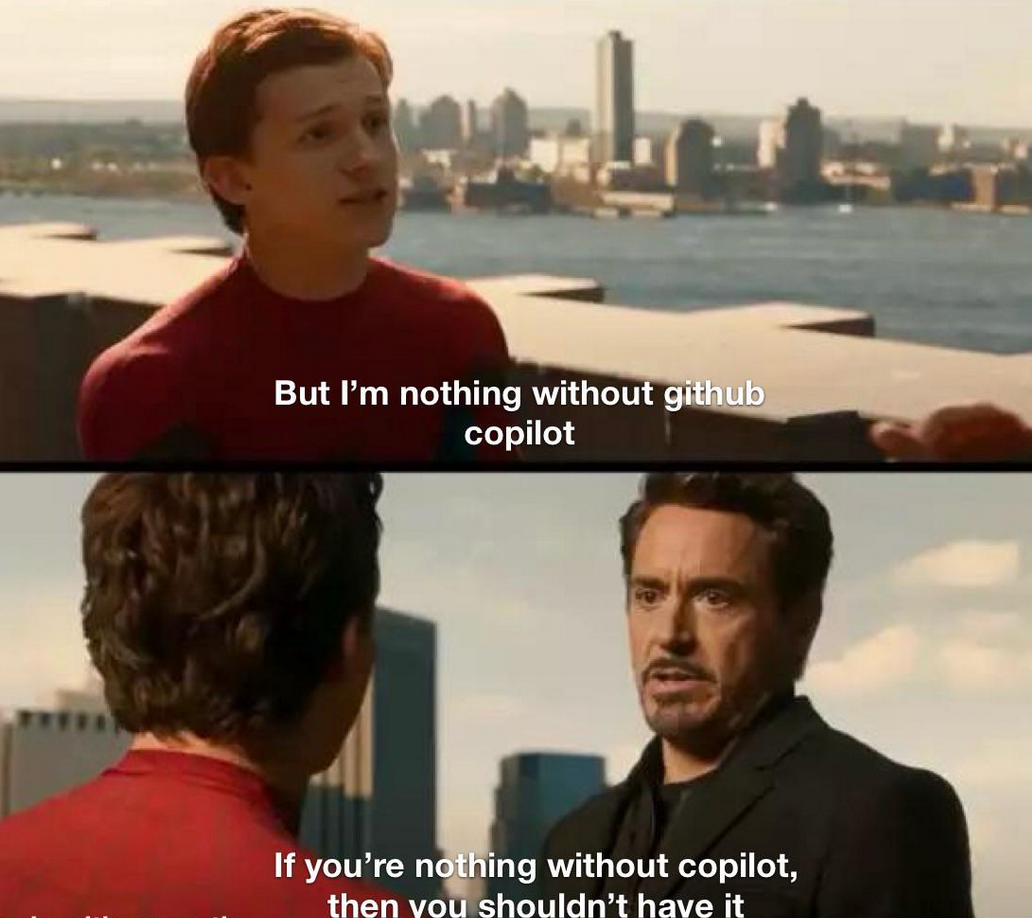 But I’m nothing without github
copilot
If you’re nothing without copilot,
then you shouldn’t have it